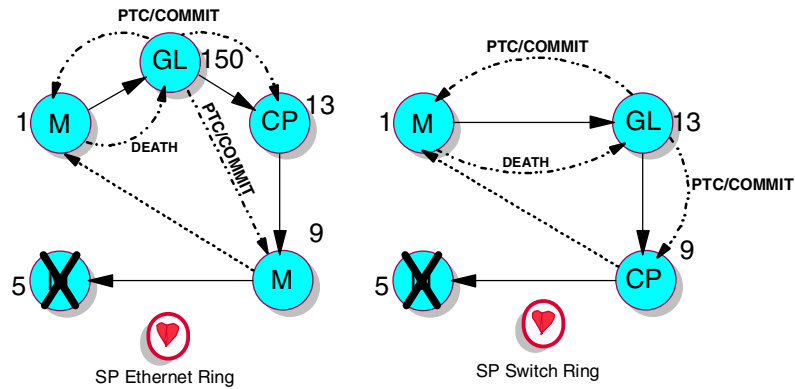 PTC/COMMIT
GL
150
13
1
M
CP
DEATH
PTC/COMMIT
9
M
5
SP Ethernet Ring
PTC/COMMIT
1
M
GL
13
DEATH
PTC/COMMIT
9
CP
5
SP Switch Ring